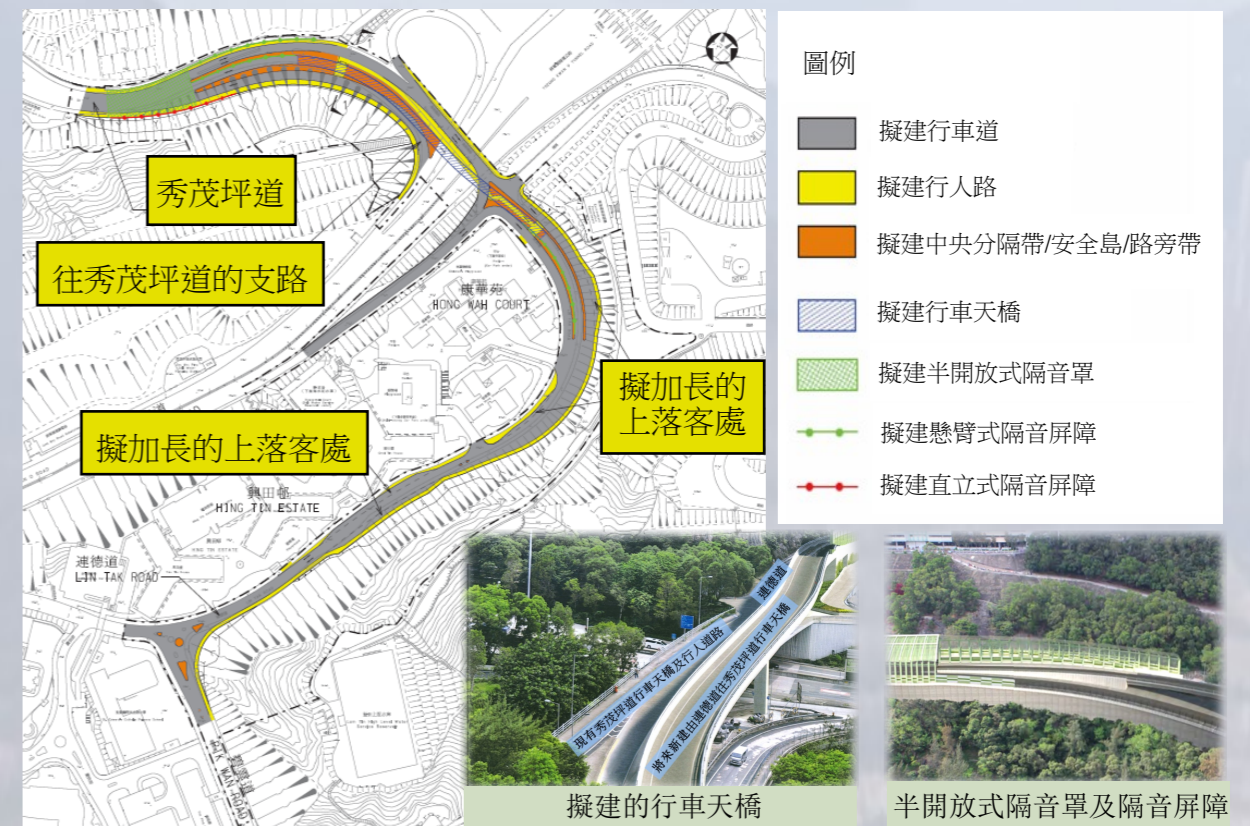 秀茂坪道
往秀茂坪道的支路
康華苑
HONG WAH COURT
擬加長的
上落客處
擬加長的上落客處
興田邨
HING TIN ESTATE
連德道
LIN TAK ROAD
圖例
擬建行車道
擬建行人路
擬建中央分隔帶/安全島/路旁帶
擬建行車天橋
擬建半開放式隔音罩
擬建懸臂式隔音屏障
擬建直立式隔音屏障
連德道
現有秀茂坪道行車天橋及行人道路
將來新建由連德道往秀茂坪道行車天橋
擬建的行車天橋
半開放式隔音罩及隔音屏障